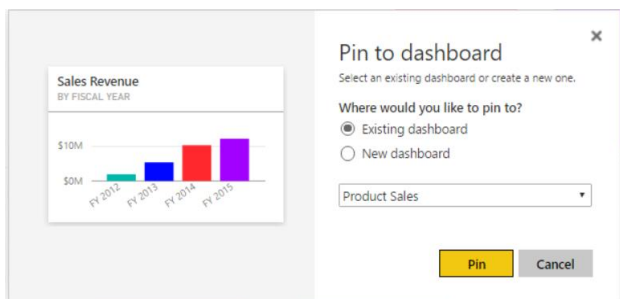 Sales Revenue
BY FISCAL YEAR
$10M
$0M
FY 2012
FY 2013
FY 2014
FY 2015
Pin to dashboard
Select an existing dashboard or create a new one.
Where would you like to pin to?
Existing dashboard
New dashboard
Product Sales
Pin
Cancel